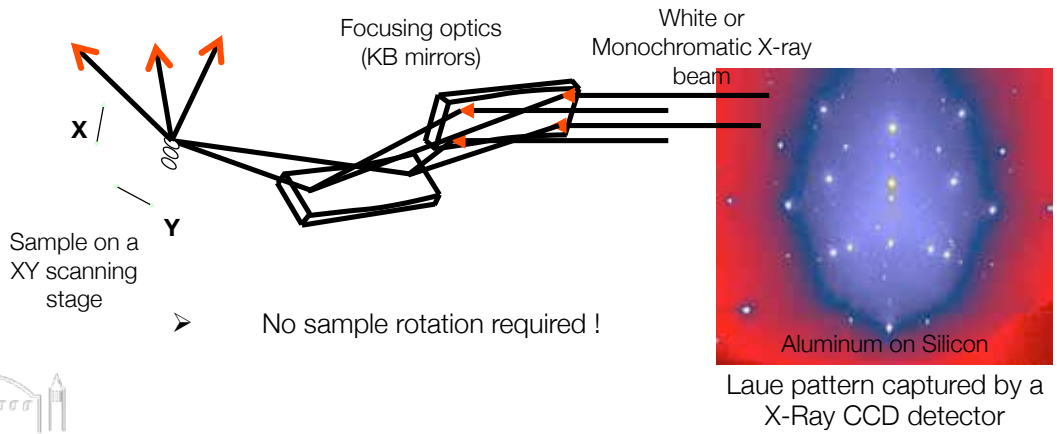 Focusing optics
(KB mirrors)
White or
Monochromatic X-ray
beam
X
Y
Sample on a
XY scanning
stage
➢ No sample rotation required !
Aluminum on Silicon
Laue pattern captured by a
X-Ray CCD detector